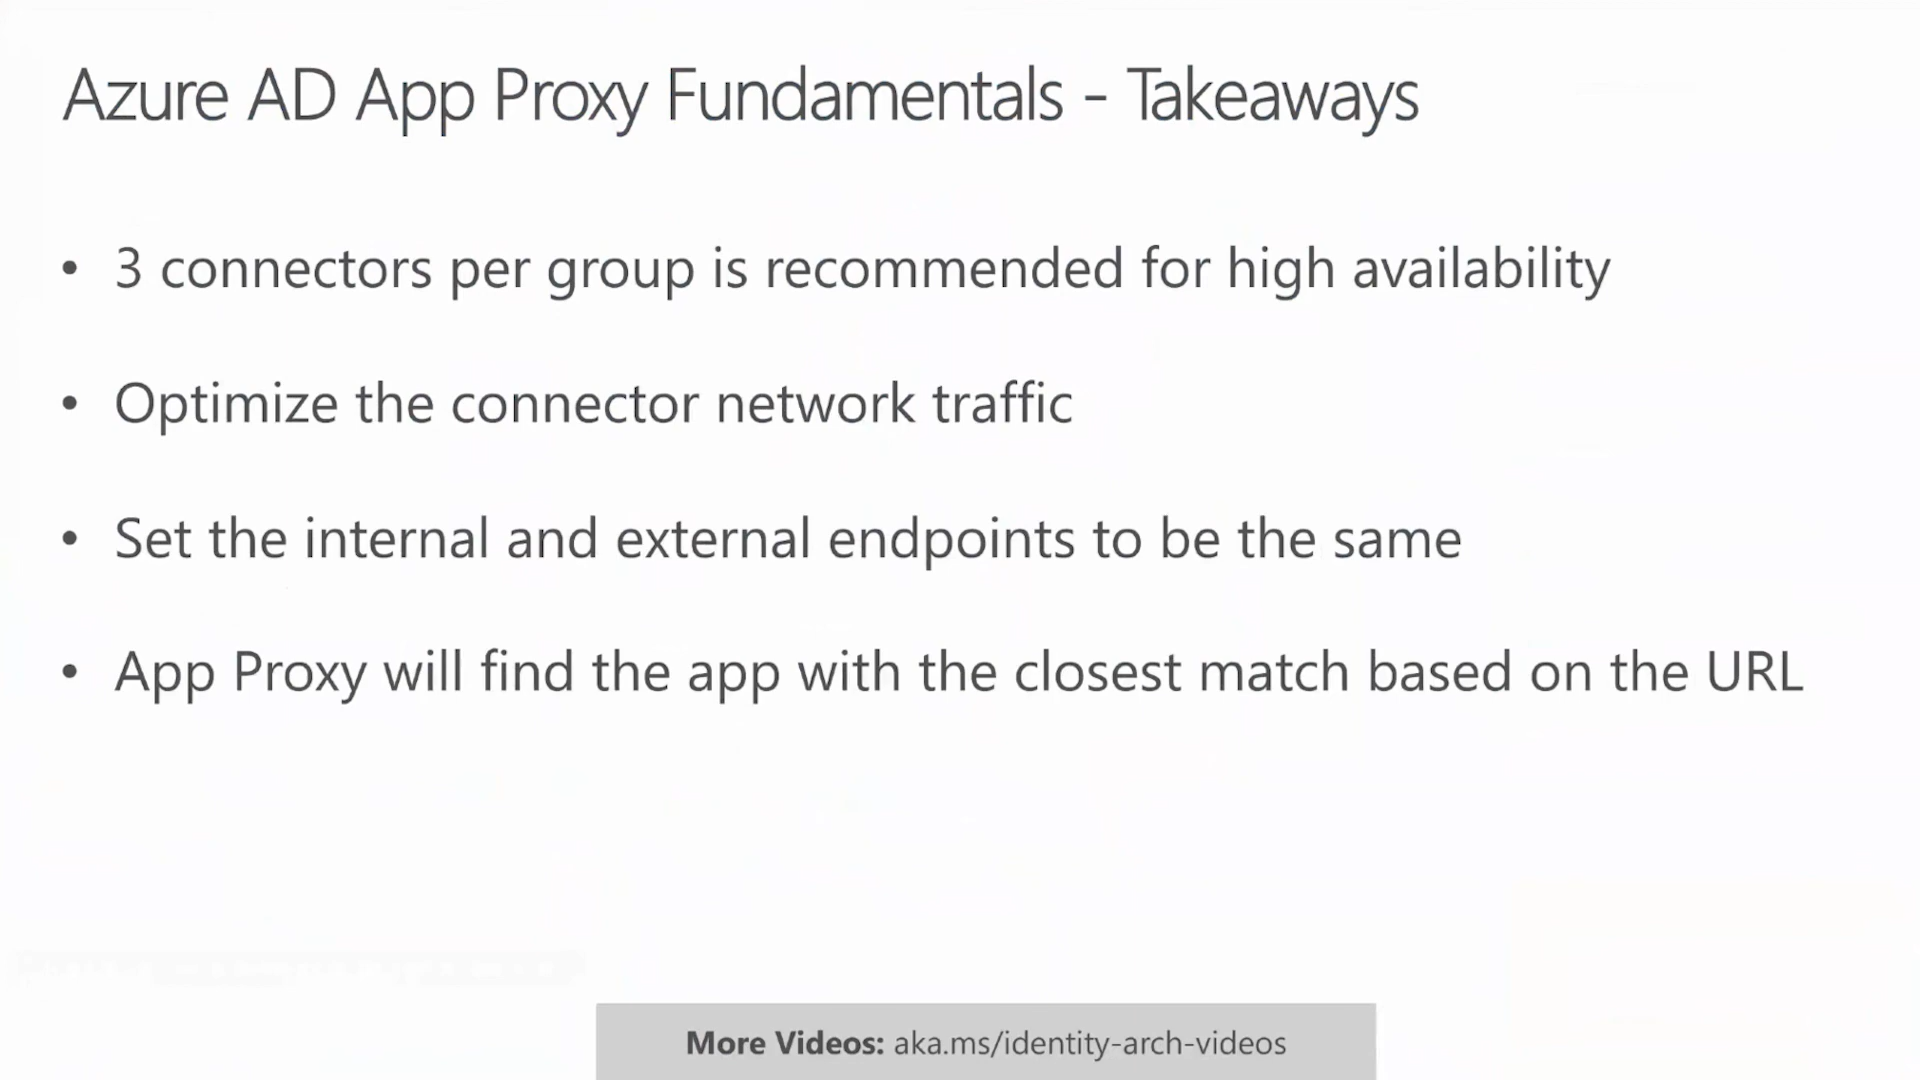 Azure AD App Proxy Fundamentals - Takeaways
• 3 connectors per group is recommended for high availability
• Optimize the connector network traffic
• Set the internal and external endpoints to be the same
• App Proxy will find the app with the closest match based on the URL
More Videos: aka.ms/identity-arch-videos